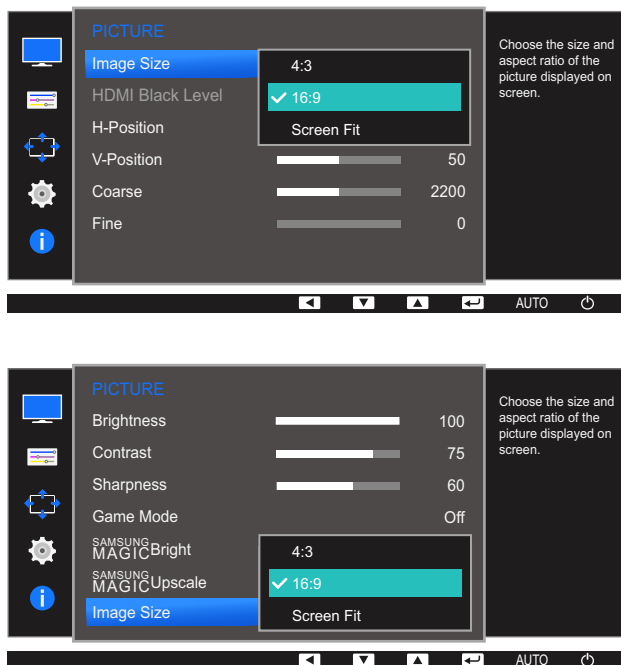 PICTURE
Image Size
HDMI Black Level
H-Position
V-Position 50
Coarse 2200
Fine 0
4:3
16:9
Screen Fit
Choose the size and
aspect ratio of the
picture displayed on
screen.
AUTO
PICTURE
Brightness 100
Contrast 75
Sharpness 60
Game Mode Off
SAMSUNG
MAGICBright
SAMSUNG
MAGICUpscale
Image Size
4:3
16:9
Screen Fit
Choose the size and
aspect ratio of the
picture displayed on
screen.
AUTO